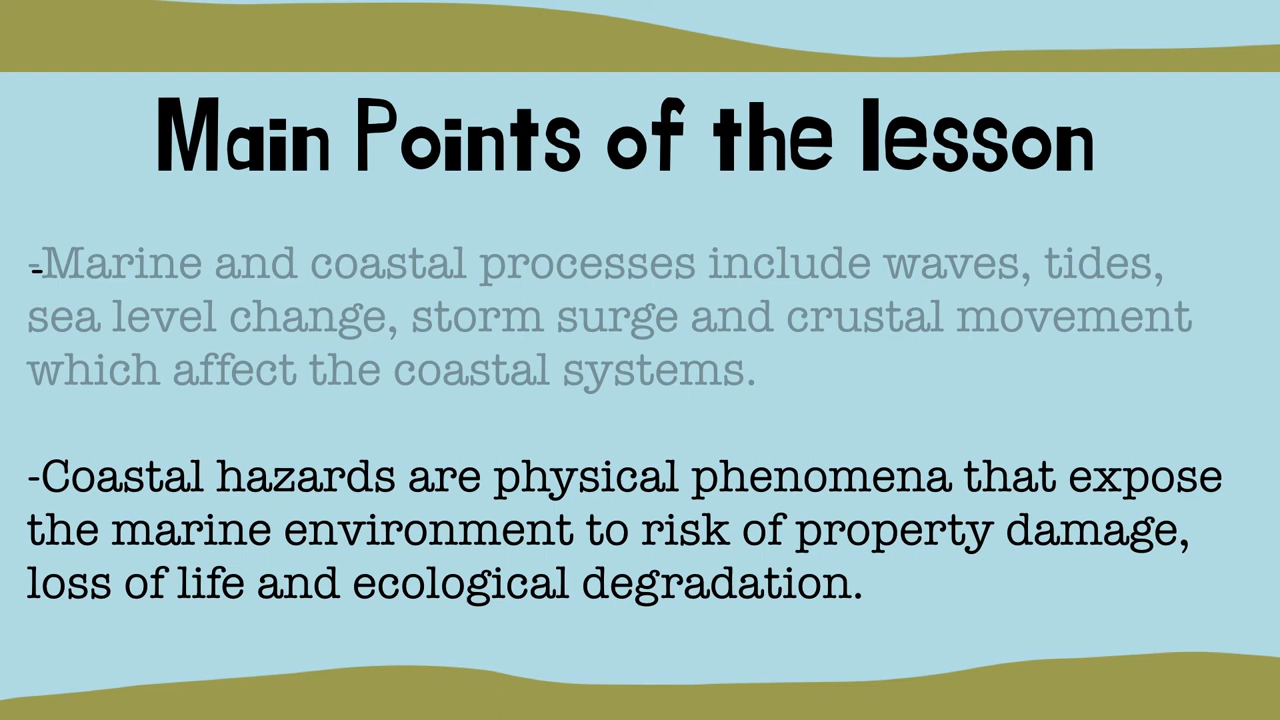 Main Points of the lesson
-Marine and coastal processes include waves, tides,
sea level change, storm surge and crustal movement
which affect the coastal systems.
-Coastal hazards are physical phenomena that expose
the marine environment to risk of property damage,
loss of life and ecological degradation.